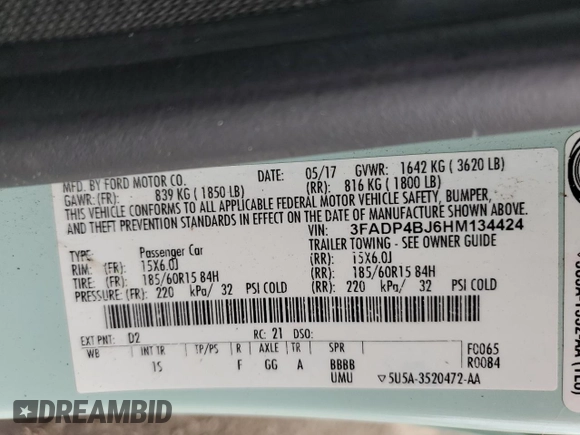 MFD. BY FORD MOTOR CO.
DATE: 05/17 GVWR: 1642 KG ( 3620 LB)
GAWR: (FR): 839 KG ( 1850 LB) (RR): 816 KG ( 1800 LB)
THIS VEHICLE CONFORMS TO ALL APPLICABLE FEDERAL MOTOR VEHICLE SAFETY, BUMPER,
AND THEFT PREVENTION STANDARDS IN EFFECT ON THE DATE OF MANUFACTURE SHOWN ABOVE.
VIN: 3FADP4BJ6HM134424
TYPE: Passenger Car TRAILER TOWING - SEE OWNER GUIDE
RIM: (FR): 15X6.0J (RR): 15X6.0J
TIRE: (FR): 185/60R15 84H (RR): 185/60R15 84H
PRESSURE: (FR): 220 kPa/ 32 PSI COLD (RR): 220 kPa/ 32 PSI COLD
EXT PNT: D2 RC: 21 DSO:
WB INT TR TP/PS R AXLE TR SPR FC065
IS F GG A BBBB R0084
UMU 5U5A-3520472-AA
DREAMBID